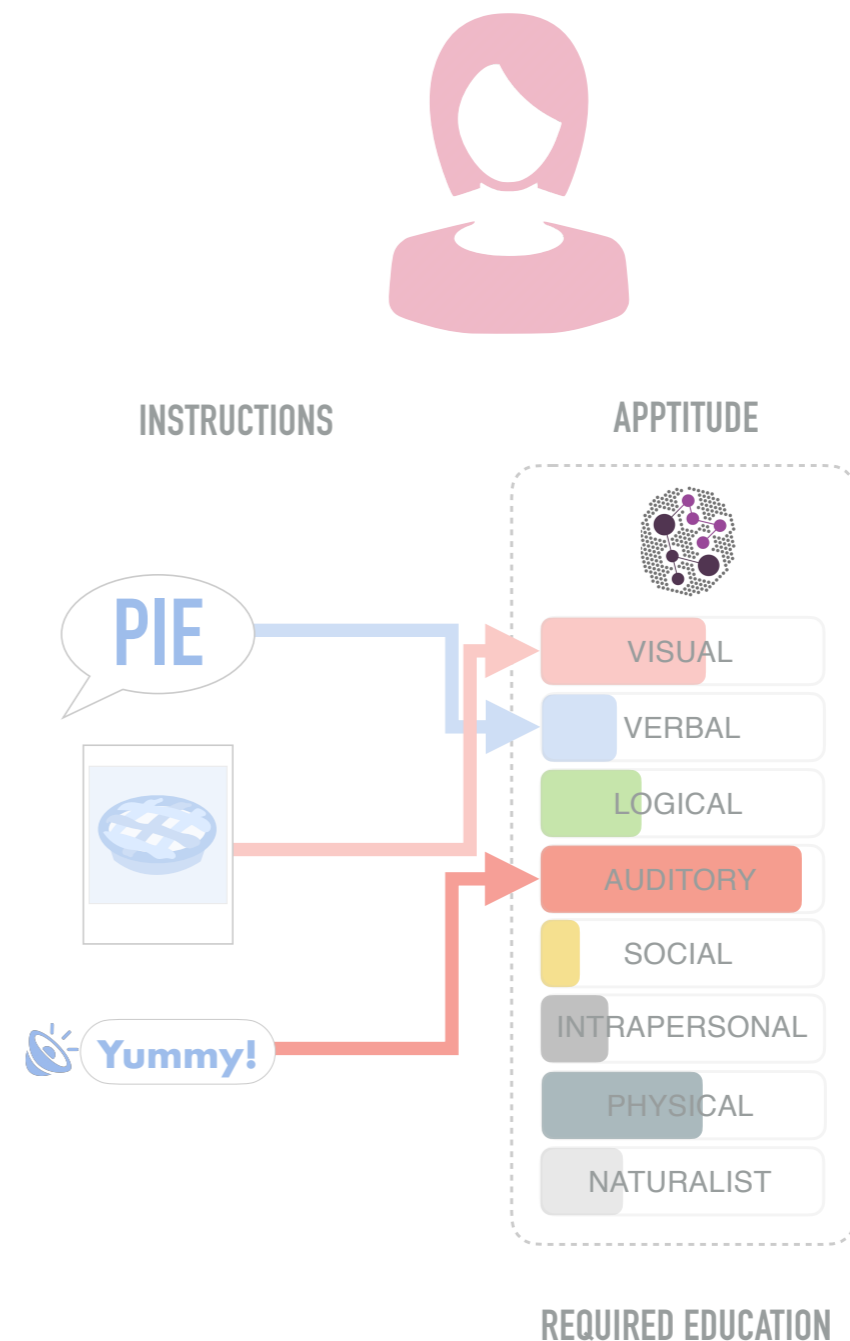 INSTRUCTIONS
APPTITUDE
PIE
Yummy!
VISUAL
VERBAL
LOGICAL
AUDITORY
SOCIAL
INTRAPERSONAL
PHYSICAL
NATURALIST
REQUIRED EDUCATION